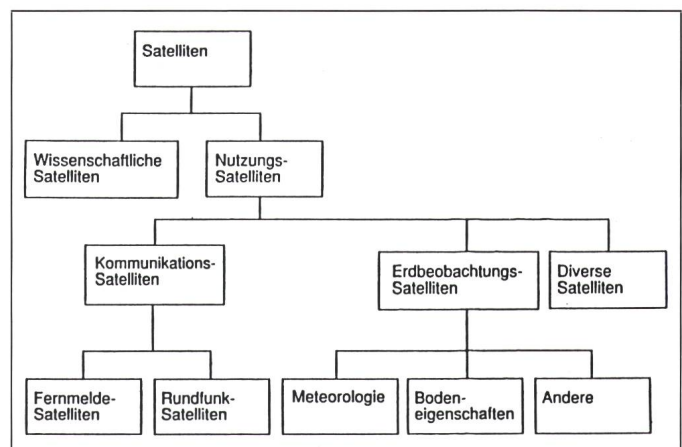 Satelliten
Wissenschaftliche
Satelliten
Nutzungs-
Satelliten
Kommunikations-
Satelliten
Erdbeobachtungs-
Satelliten
Diverse
Satelliten
Fernmelde-
Satelliten
Rundfunk-
Satelliten
Meteorologie
Boden-
eigenschaften
Andere